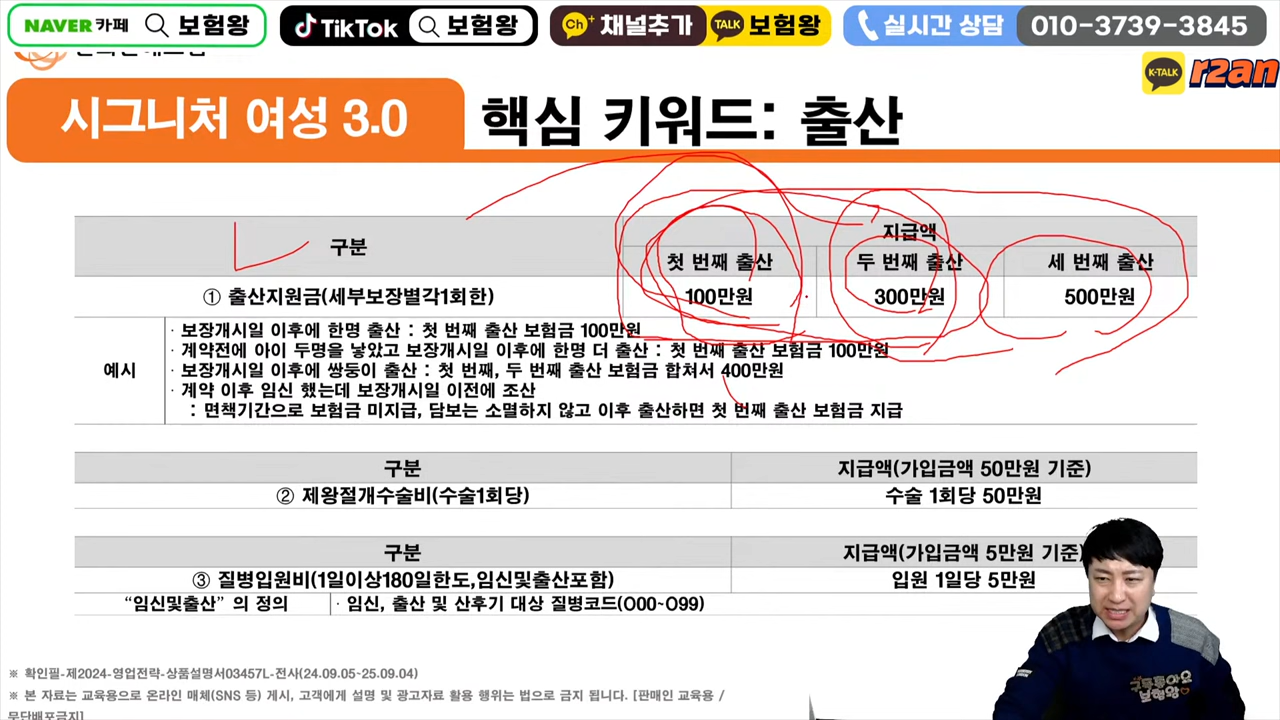 NAVER 카페 보험왕
TikTok 보험왕
Ch+ 채널추가 TALK 보험왕
실시간 상담 010-3739-3845
K-TALK r2an
시그니처 여성 3.0
핵심 키워드: 출산
구분 지급액
첫 번째 출산 두 번째 출산 세 번째 출산
① 출산지원금(세부보장별각1회한) 100만원 300만원 500만원
예시
· 보장개시일 이후에 한명 출산 : 첫 번째 출산 보험금 100만원
· 계약전에 아이 두명을 낳았고 보장개시일 이후에 한명 더 출산 : 첫 번째 출산 보험금 100만원
· 보장개시일 이후에 쌍둥이 출산 : 첫 번째, 두 번째 출산 보험금 합쳐서 400만원
· 계약 이후 임신 했는데 보장개시일 이전에 조산
: 면책기간으로 보험금 미지급, 담보는 소멸하지 않고 이후 출산하면 첫 번째 출산 보험금 지급
구분 지급액(가입금액 50만원 기준)
② 제왕절개수술비(수술1회당) 수술 1회당 50만원
구분 지급액(가입금액 5만원 기준)
③ 질병입원비(1일이상180일한도,임신및출산포함) 입원 1일당 5만원
“임신및출산” 의 정의 · 임신, 출산 및 산후기 대상 질병코드(O00~O99)
※ 확인필-제2024-영업전략-상품설명서03457L-전사(24.09.05~25.09.04)
※ 본 자료는 교육용으로 온라인 매체(SNS 등) 게시, 고객에게 설명 및 광고자료 활용 행위는 법으로 금지 됩니다. [판매인 교육용 /
무단배포금지]
보험왕